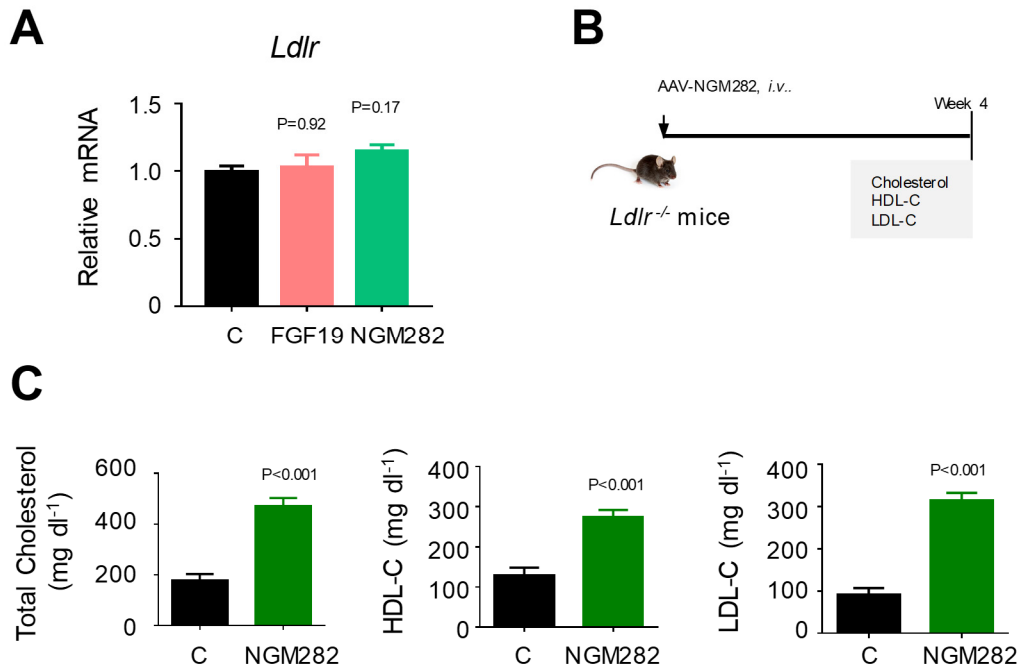 A
Ldlr
Relative mRNA
1.5
1.0
0.5
0
P=0.92
P=0.17
C
FGF19
NGM282
B
AAV-NGM282, i.v..
Week 4
Ldlr -/- mice
Cholesterol
HDL-C
LDL-C
C
Total Cholesterol
(mg dl-1)
600
400
200
0
P<0.001
C
NGM282
HDL-C (mg dl-1)
400
300
200
100
0
P<0.001
C
NGM282
LDL-C (mg dl-1)
400
300
200
100
0
P<0.001
C
NGM282